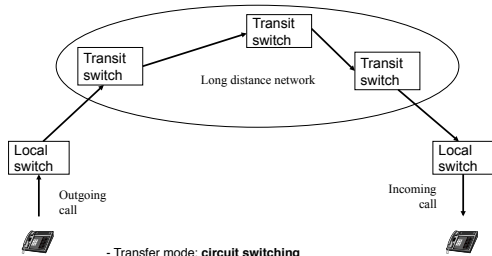 Transit
switch
Transit
switch
Transit
switch
Long distance network
Local
switch
Local
switch
Outgoing
call
Incoming
call
- Transfer mode: circuit switching